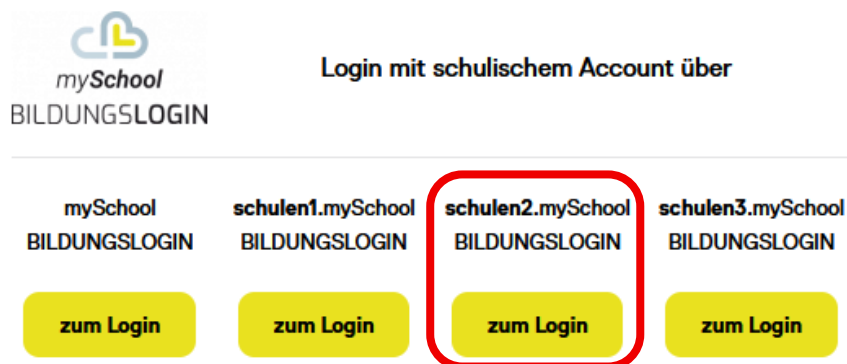 mySchool
BILDUNGSLOGIN
Login mit schulischem Account über
mySchool
BILDUNGSLOGIN
schulen1.mySchool
BILDUNGSLOGIN
schulen2.mySchool
BILDUNGSLOGIN
schulen3.mySchool
BILDUNGSLOGIN
zum Login
zum Login
zum Login
zum Login